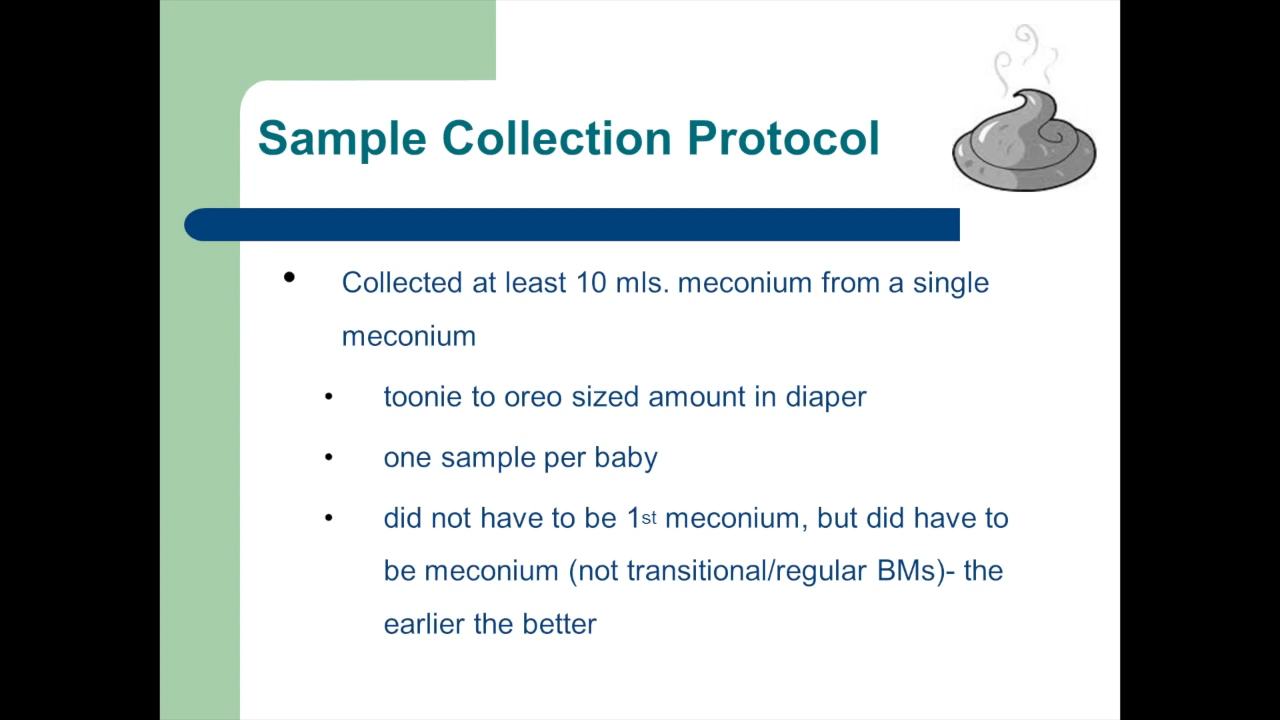 Sample Collection Protocol
• Collected at least 10 mls. meconium from a single
meconium
• toonie to oreo sized amount in diaper
• one sample per baby
• did not have to be 1st meconium, but did have to
be meconium (not transitional/regular BMs)- the
earlier the better